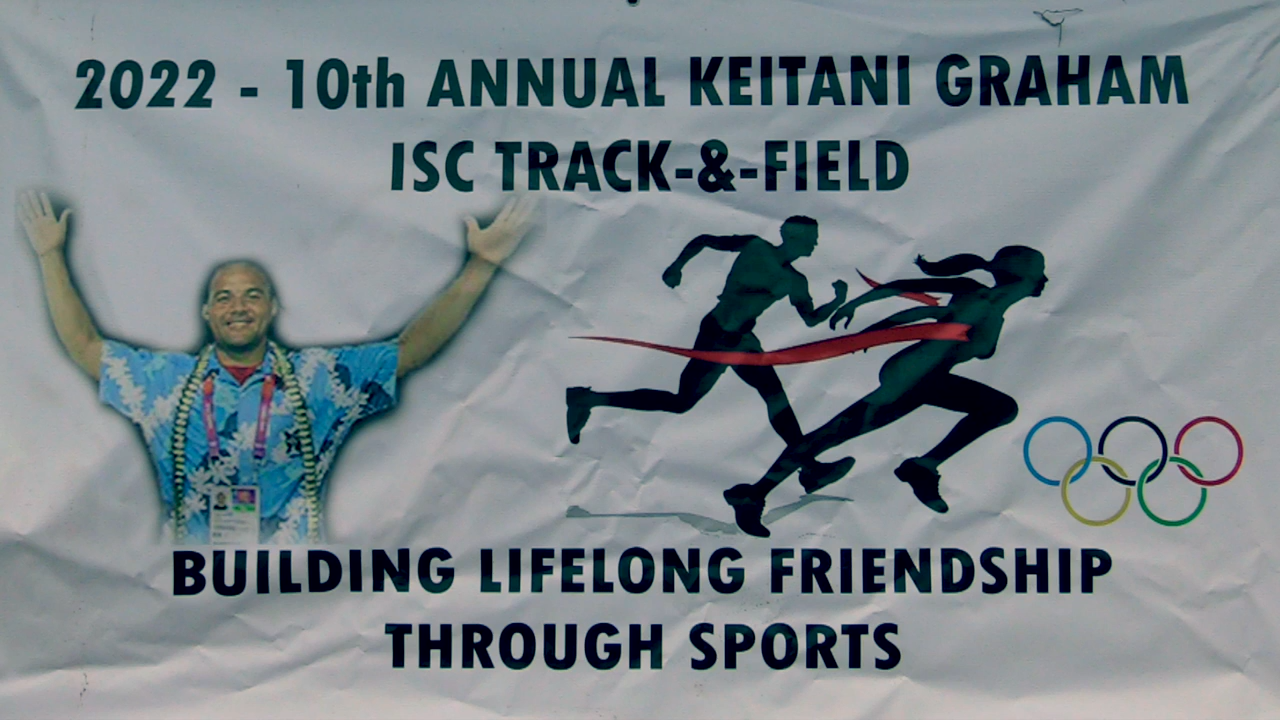 2022 - 10th ANNUAL KEITANI GRAHAM
ISC TRACK-&-FIELD
BUILDING LIFELONG FRIENDSHIP
THROUGH SPORTS